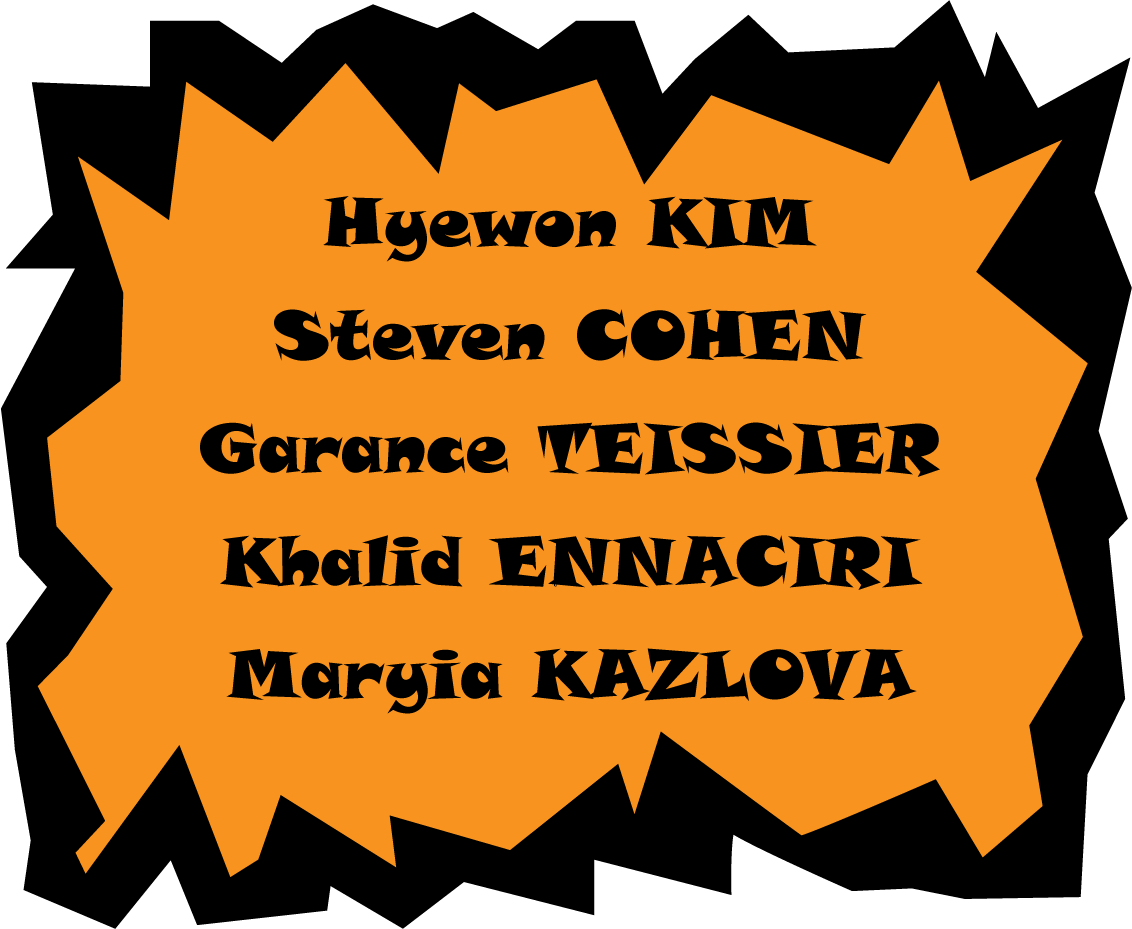 Hyewon KIM
Steven COHEN
Garance TEISSIER
Khalid ENNACIRI
Maryia KAZLOVA